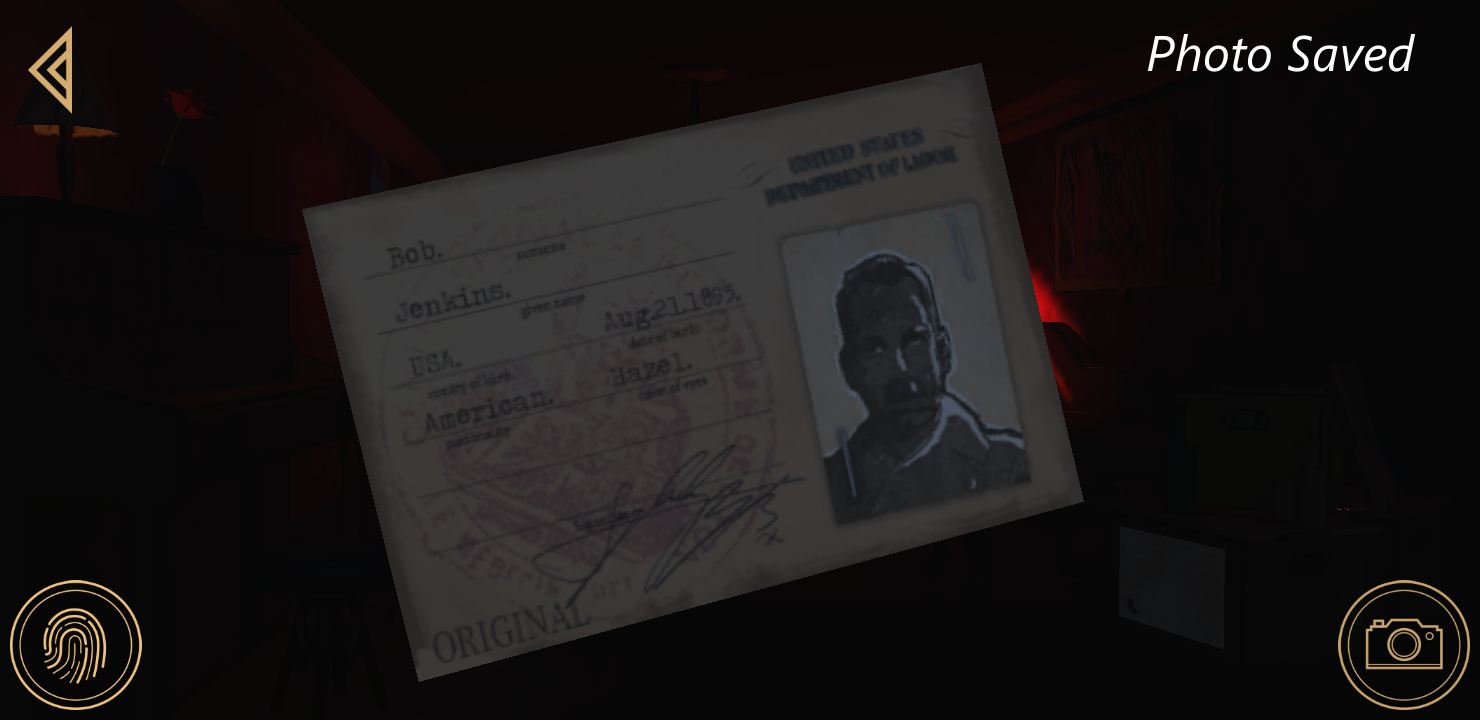 Photo Saved
UNITED STATES
DEPARTMENT OF LABOR
Bob.
surname
Jenkins.
given name
Aug.21.1895.
date of birth
USA.
country of birth
Hazel.
color of eyes
American.
nationality
ORIGINAL